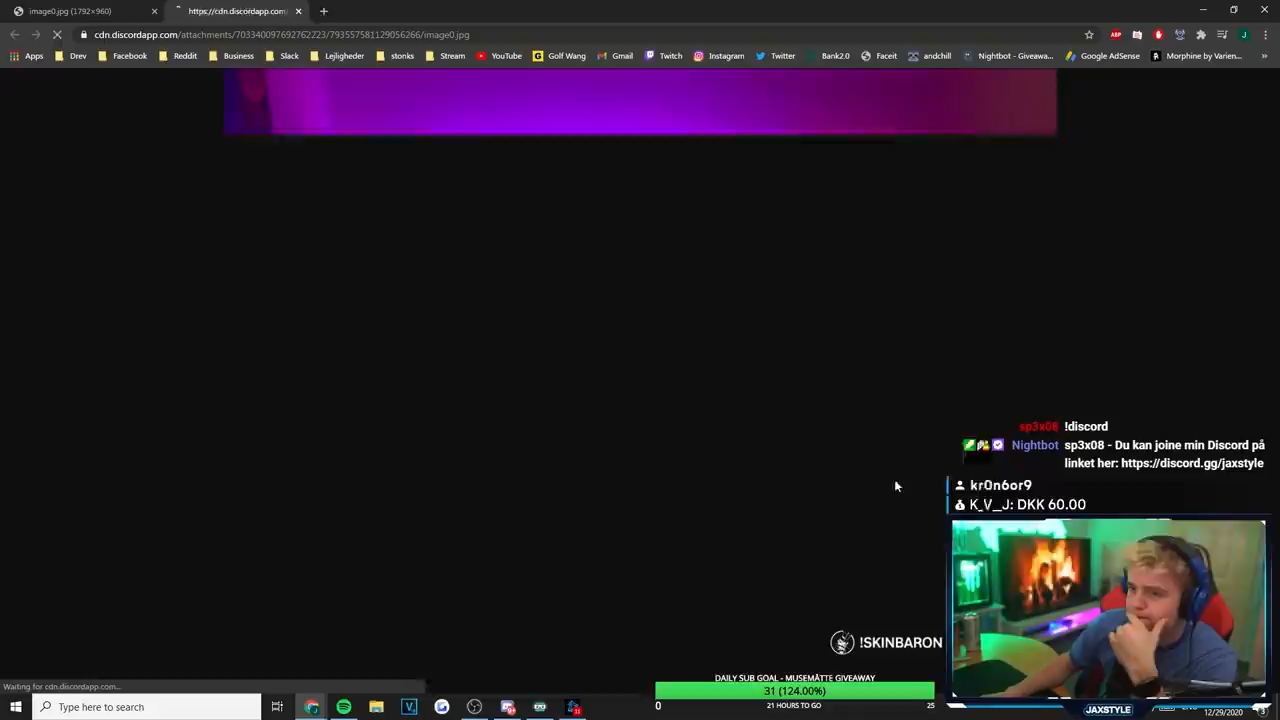 image0.jpg (1792×960)
https://cdn.discordapp.com/
cdn.discordapp.com/attachments/703340097692762223/793557581129056266/image0.jpg
Apps Drev Facebook Reddit Business Slack Lejligheder stonks Stream YouTube Golf Wang Gmail Twitch Instagram Twitter Bank2.0 Faceit andchill Nightbot - Giveawa... Google AdSense Morphine by Varien...
sp3x08 !discord
Nightbot sp3x08 - Du kan joine min Discord på
linket her: https://discord.gg/jaxstyle
kr0n6or9
K_V_J: DKK 60.00
!SKINBARON
DAILY SUB GOAL - MUSEMÅTTE GIVEAWAY
31 (124.00%)
0 21 HOURS TO GO 25
Waiting for cdn.discordapp.com...
Type here to search
JAXSTYLE
12/29/2020